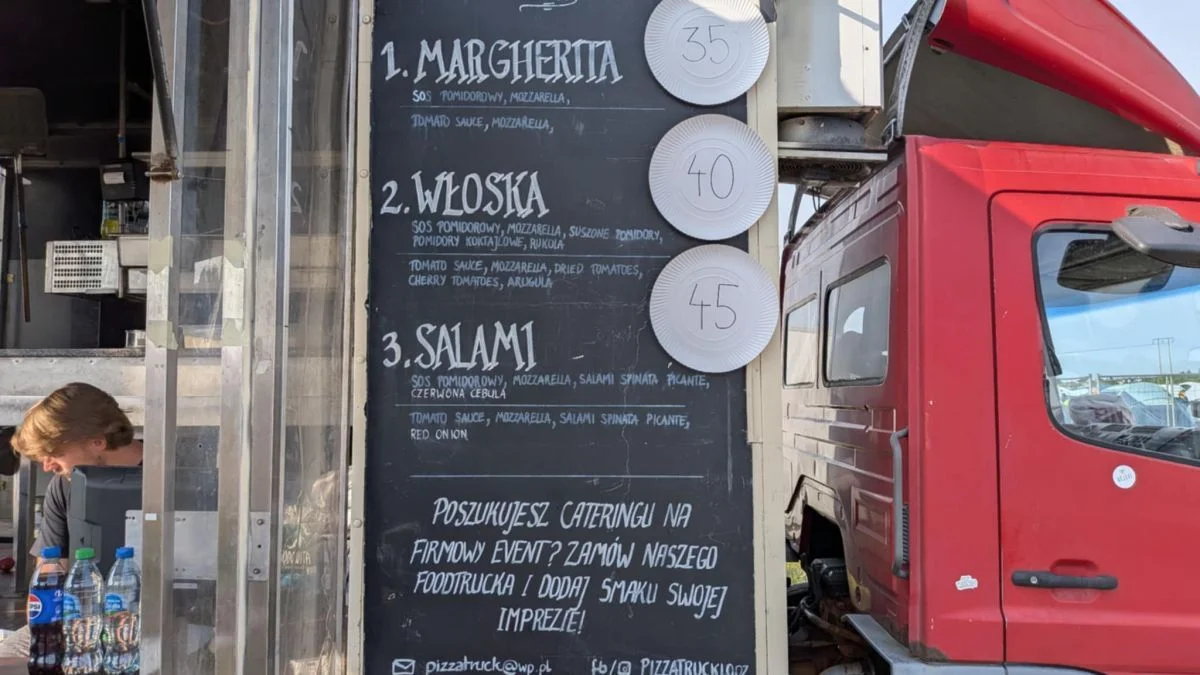 1. MARGHERITA 35
SOS POMIDOROWY, MOZZARELLA,
TOMATO SAUCE, MOZZARELLA,
2. WŁOSKA 40
SOS POMIDOROWY, MOZZARELLA, SUSZONE POMIDORY,
POMIDORY KOKTAJLOWE, RUKOLA
TOMATO SAUCE, MOZZARELLA, DRIED TOMATOES,
CHERRY TOMATOES, ARUGULA
45
3. SALAMI
SOS POMIDOROWY, MOZZARELLA, SALAMI SPINATA PICANTE,
CZERWONA CEBULA
TOMATO SAUCE, MOZZARELLA, SALAMI SPINATA PICANTE,
RED ONION
POSZUKUJESZ CATERINGU NA
FIRMOWY EVENT? ZAMÓW NASZEGO
FOODTRUCKA I DODAJ SMAKU SWOJEJ
IMPREZIE!
pizzatruck@wp.pl fb/ PIZZATRUCKLODZ
pepsi